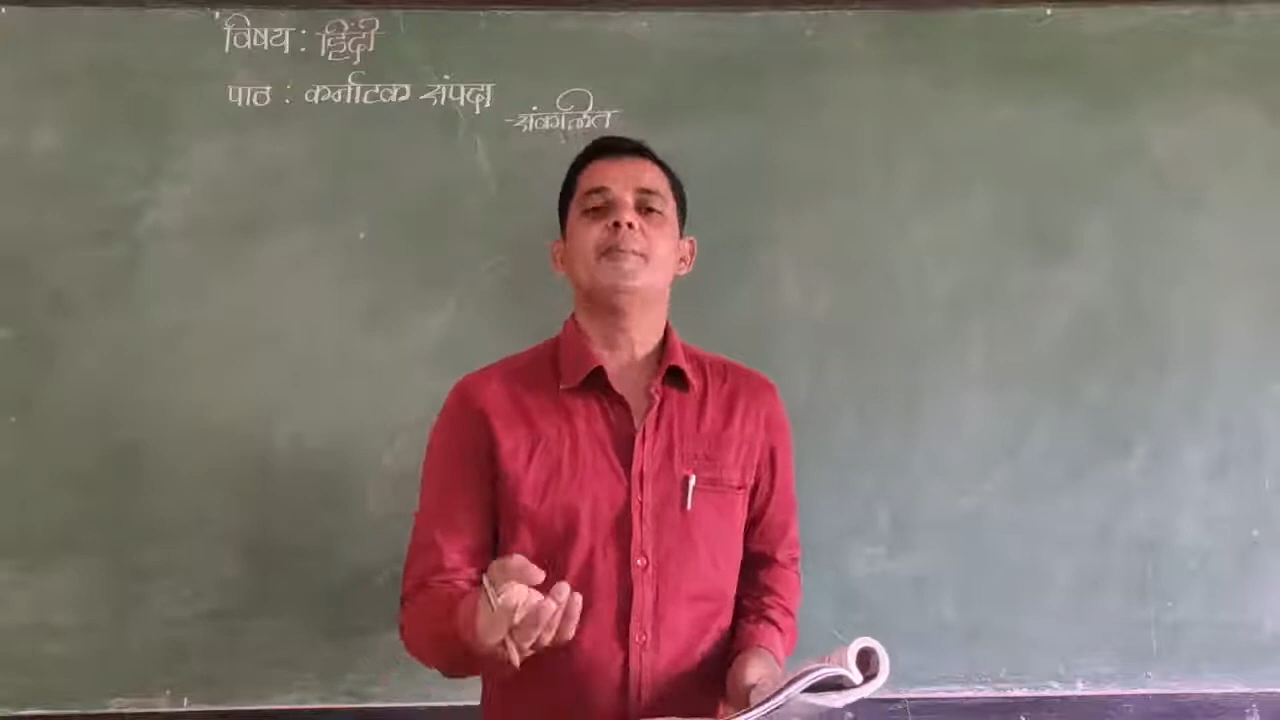 विषय : हिंदी
पाठ : कर्नाटक संपदा
-संकलित